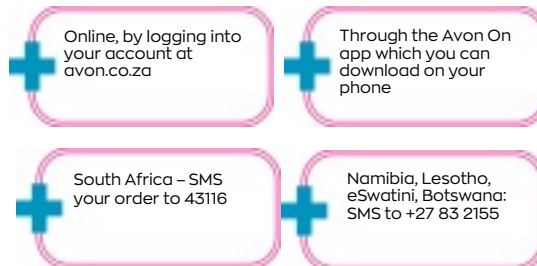 Online, by logging into
your account at
avon.co.za
Through the Avon On
app which you can
download on your
phone
South Africa – SMS
your order to 43116
Namibia, Lesotho,
eSwatini, Botswana:
SMS to +27 83 2155